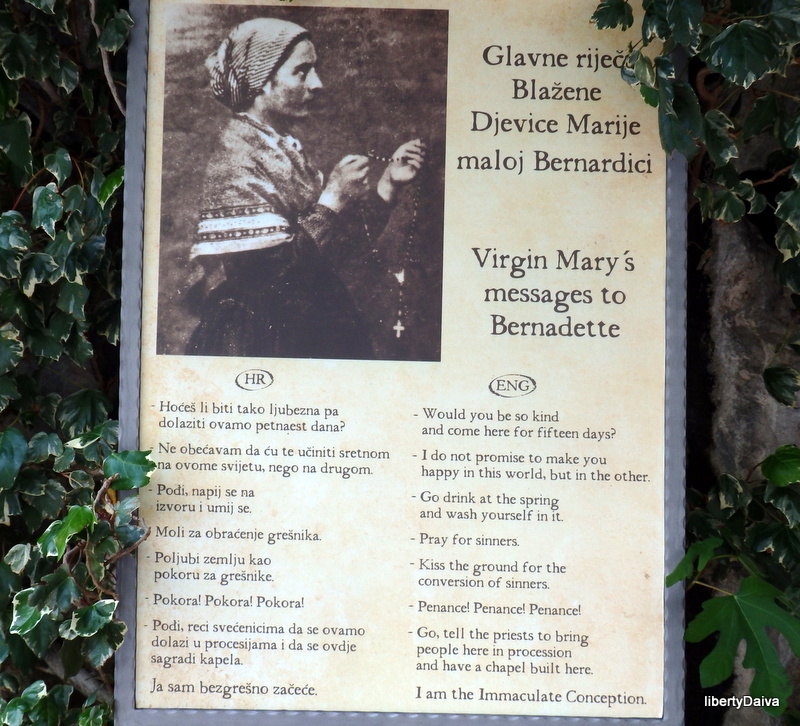 Glavne
Blažene
Djevice Marije
maloj Bernardici
Virgin Mary´s
messages to
Bernadette
HR
- Hoćeš li biti tako ljubezna pa
dolaziti ovamo petnaest dana?
- Ne obećavam da ću te učiniti sretnom
na ovome svijetu, nego na drugom.
- Pođi, napij se na
izvoru i umij se.
- Moli za obraćenje grešnika.
- Poljubi zemlju kao
pokoru za grešnike.
- Pokora! Pokora! Pokora!
- Pođi, reci svećenicima da se ovamo
dolazi u procesijama i da se ovdje
sagradi kapela.
Ja sam bezgrešno začeće.
ENG
- Would you be so kind
and come here for fifteen days?
- I do not promise to make you
happy in this world, but in the other.
- Go drink at the spring
and wash yourself in it.
- Pray for sinners.
- Kiss the ground for the
conversion of sinners.
- Penance! Penance! Penance!
- Go, tell the priests to bring
people here in procession
and have a chapel built here.
I am the Immaculate Conception.
libertyDaiva